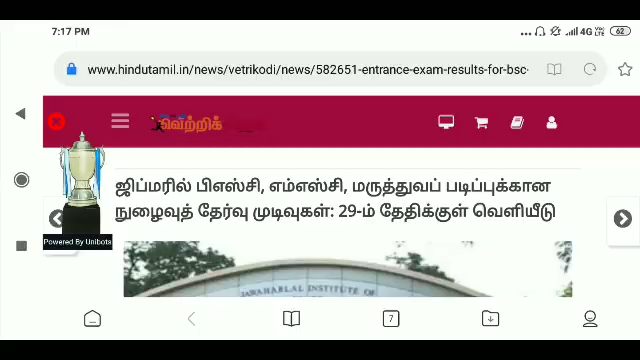 7:17 PM
4G
62
www.hindutamil.in/news/vetrikodi/news/582651-entrance-exam-results-for-bsc-
ஜிப்மரில் பிஎஸ்சி, எம்எஸ்சி, மருத்துவப் படிப்புக்கான
நுழைவுத் தேர்வு முடிவுகள்: 29-ம் தேதிக்குள் வெளியீடு
Powered By Unibots
JAWAHARLAL INSTITUTE OF
7